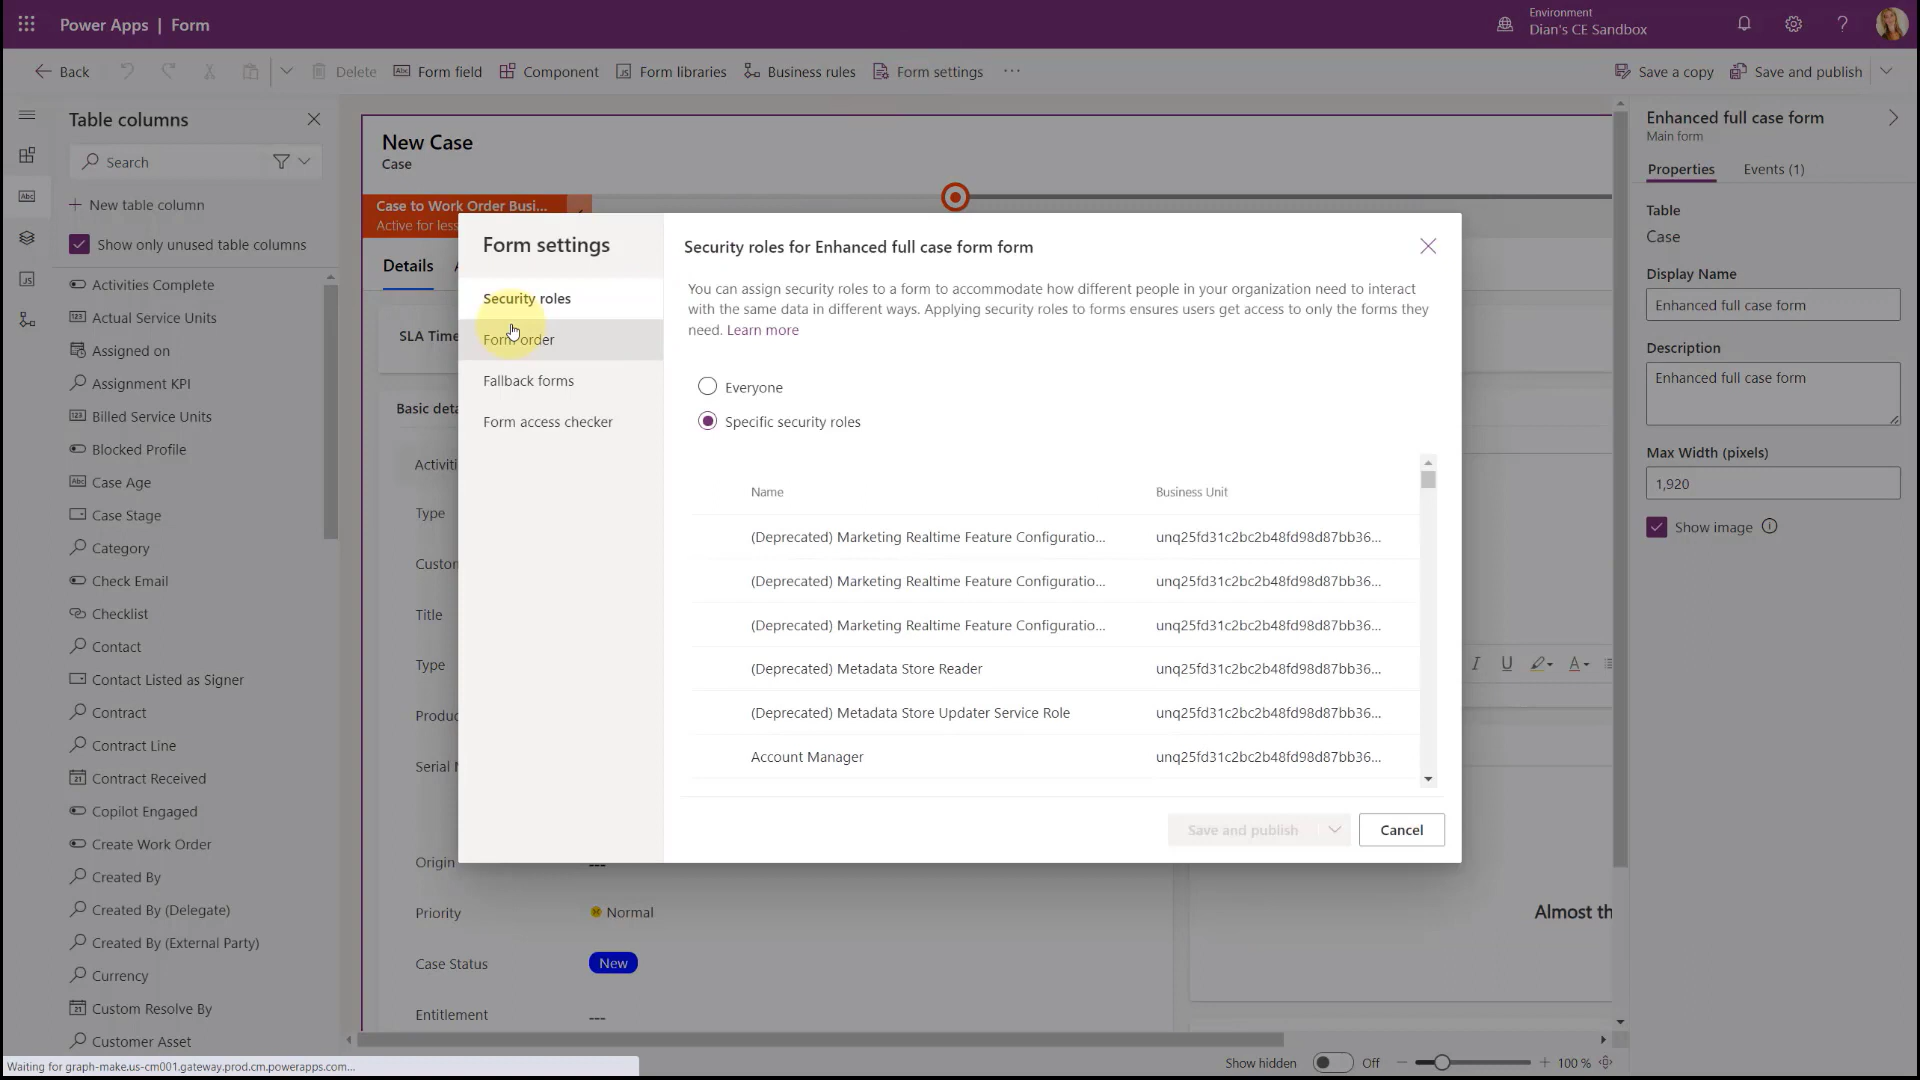 Power Apps | Form
Environment
Dian's CE Sandbox
Back
Delete
Form field
Component
Form libraries
Business rules
Form settings
Save a copy
Save and publish
Table columns
Search
New table column
Show only unused table columns
Activities Complete
Actual Service Units
Assigned on
Assignment KPI
Billed Service Units
Blocked Profile
Case Age
Case Stage
Category
Check Email
Checklist
Contact
Contact Listed as Signer
Contract
Contract Line
Contract Received
Copilot Engaged
Create Work Order
Created By
Created By (Delegate)
Created By (External Party)
Currency
Custom Resolve By
Customer Asset
Waiting for graph-make.us-cm001.gateway.prod.cm.powerapps.com...
New Case
Case
Case to Work Order Busi...
Active for less
Details
SLA Time
Basic deta
Activiti
Type
Custom
Title
Type
Produc
Serial
Origin
---
Priority
Normal
Case Status
New
Entitlement
---
Form settings
Security roles
Form order
Fallback forms
Form access checker
Security roles for Enhanced full case form form
You can assign security roles to a form to accommodate how different people in your organization need to interact
with the same data in different ways. Applying security roles to forms ensures users get access to only the forms they
need. Learn more
Everyone
Specific security roles
Name Business Unit
(Deprecated) Marketing Realtime Feature Configuratio... unq25fd31c2bc2b48fd98d87bb36...
(Deprecated) Marketing Realtime Feature Configuratio... unq25fd31c2bc2b48fd98d87bb36...
(Deprecated) Marketing Realtime Feature Configuratio... unq25fd31c2bc2b48fd98d87bb36...
(Deprecated) Metadata Store Reader unq25fd31c2bc2b48fd98d87bb36...
(Deprecated) Metadata Store Updater Service Role unq25fd31c2bc2b48fd98d87bb36...
Account Manager unq25fd31c2bc2b48fd98d87bb36...
Save and publish
Cancel
Almost th
Show hidden
Off
100 %
Enhanced full case form
Main form
Properties
Events (1)
Table
Case
Display Name
Enhanced full case form
Description
Enhanced full case form
Max Width (pixels)
1,920
Show image